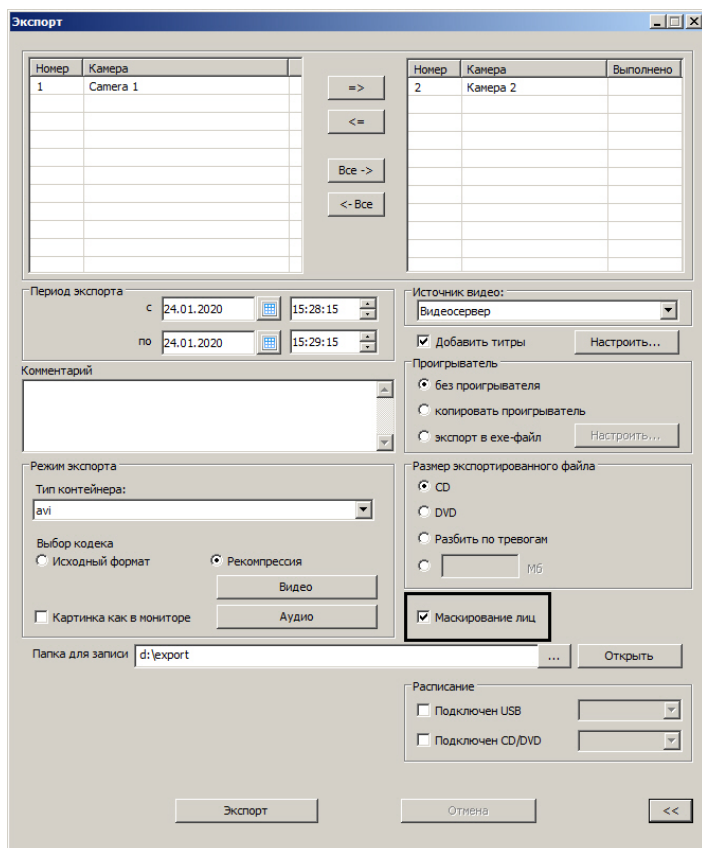 Экспорт
Номер Камера
1 Camera 1
=>
<=
Все ->
<- Все
Номер Камера Выполнено
2 Камера 2
Период экспорта
с 24.01.2020 15:28:15
по 24.01.2020 15:29:15
Источник видео:
Видеосервер
Добавить титры Настроить...
Комментарий
Проигрыватель
без проигрывателя
копировать проигрыватель
экспорт в exe-файл Настроить...
Режим экспорта
Тип контейнера:
avi
Выбор кодека
Исходный формат Рекомпрессия
Видео
Картинка как в мониторе Аудио
Размер экспортированного файла
CD
DVD
Разбить по тревогам
Мб
Маскирование лиц
Папка для записи d:\export ... Открыть
Расписание
Подключен USB
Подключен CD/DVD
Экспорт Отмена <<